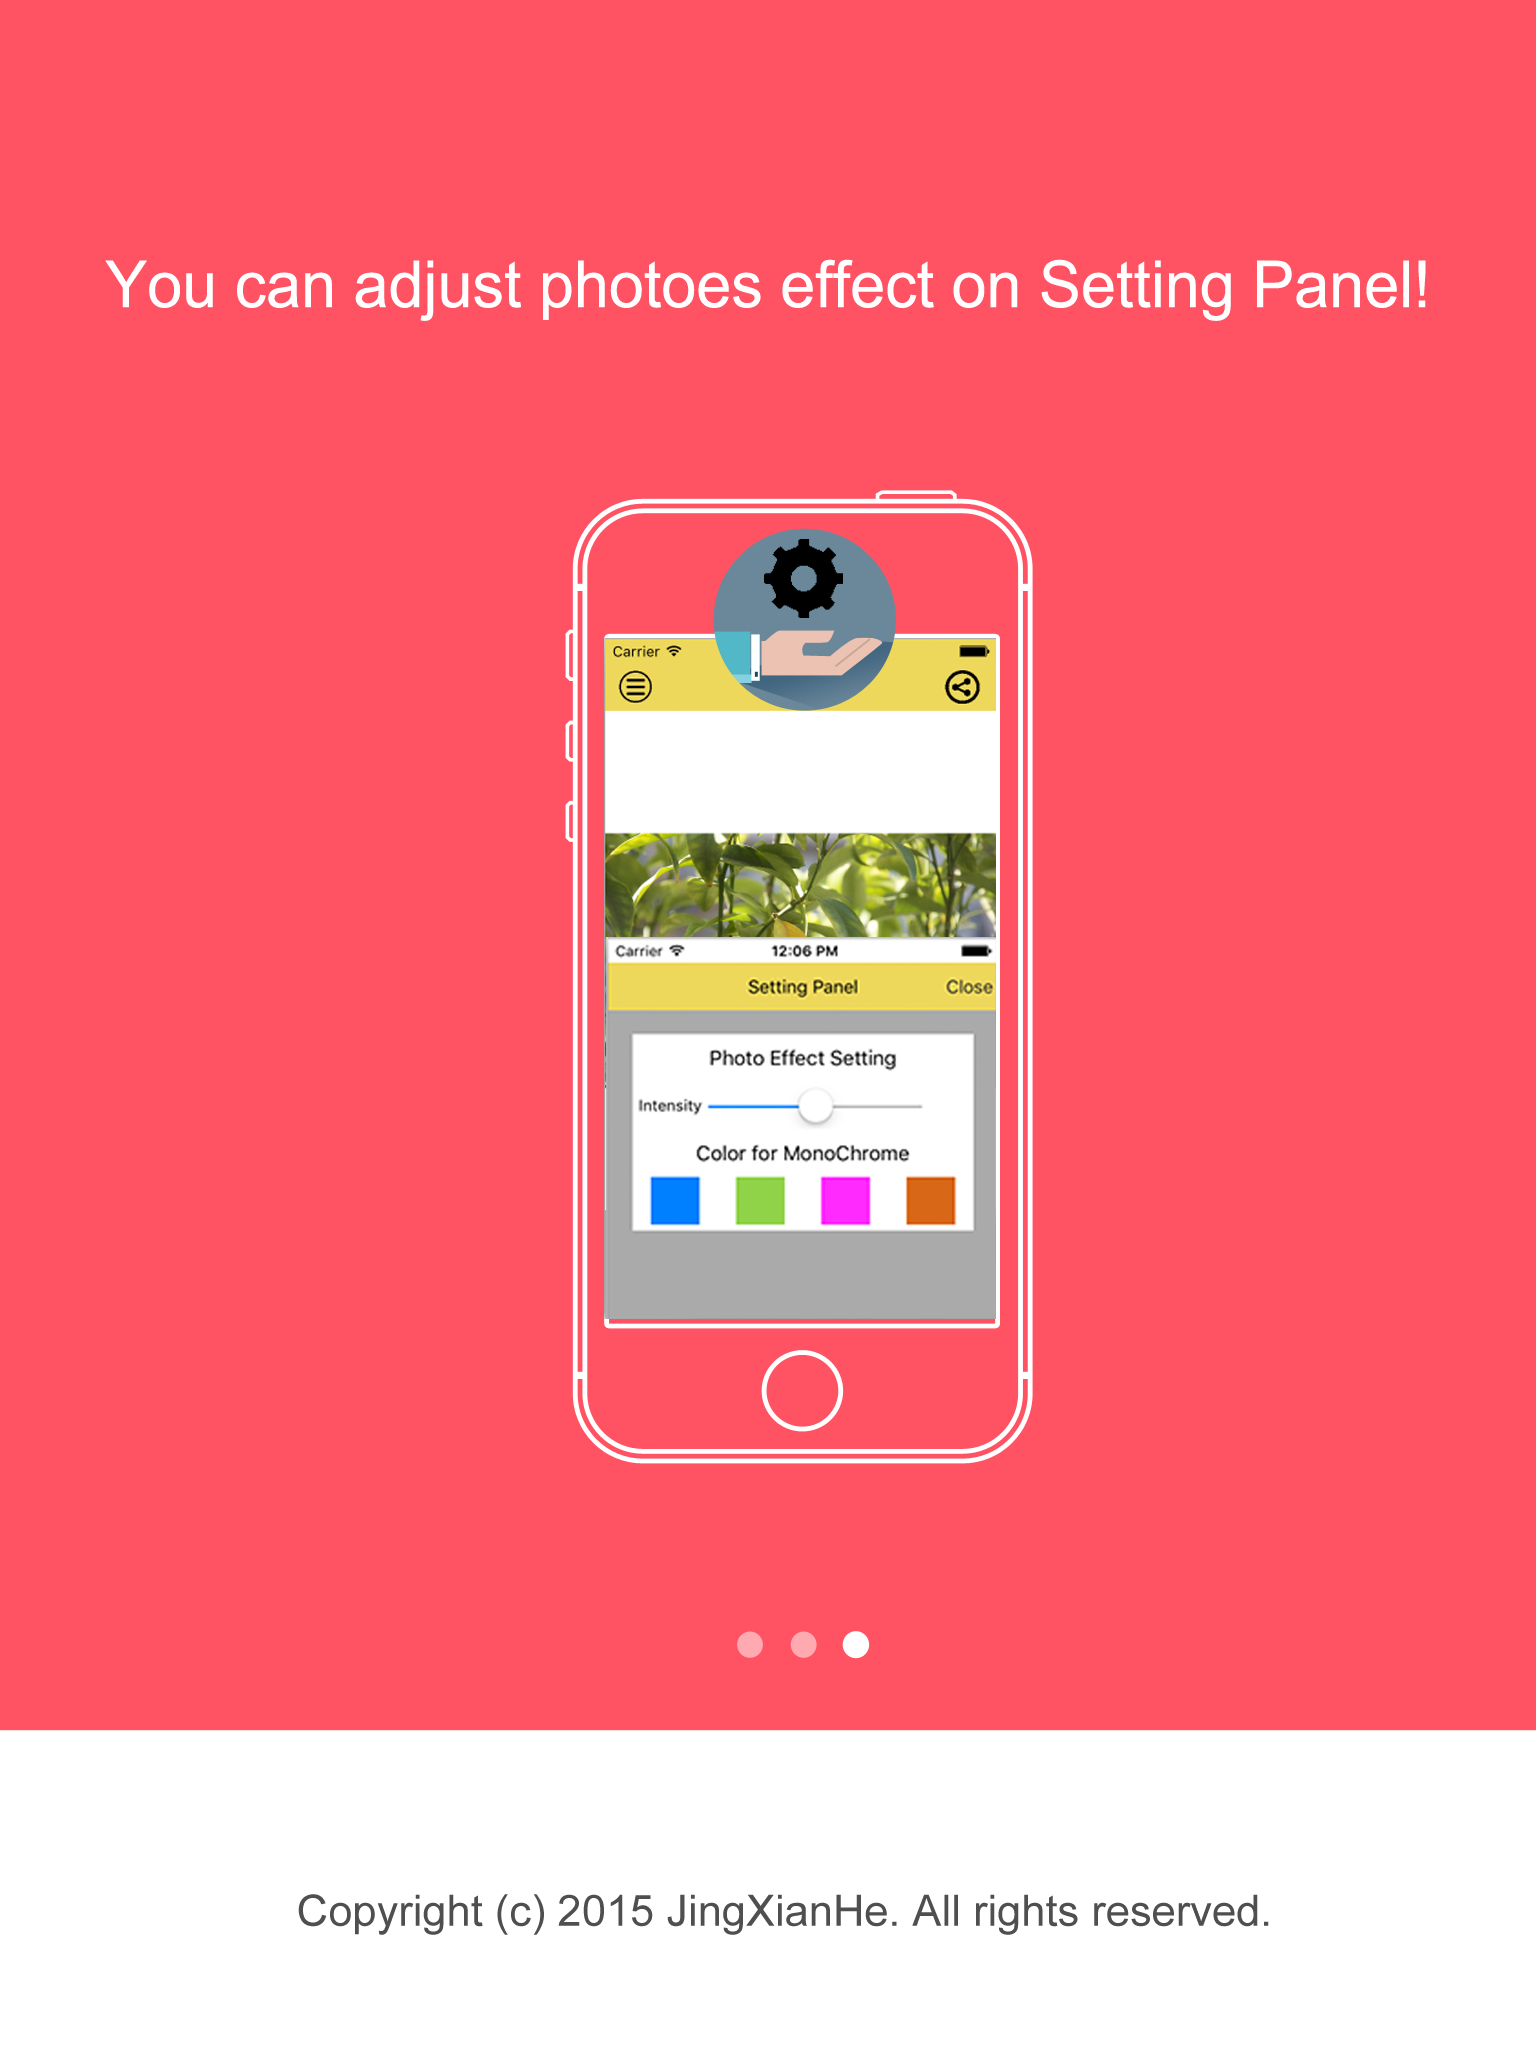 You can adjust photoes effect on Setting Panel!
Carrier
Carrier 12:06 PM
Setting Panel Close
Photo Effect Setting
Intensity
Color for MonoChrome
Copyright (c) 2015 JingXianHe. All rights reserved.